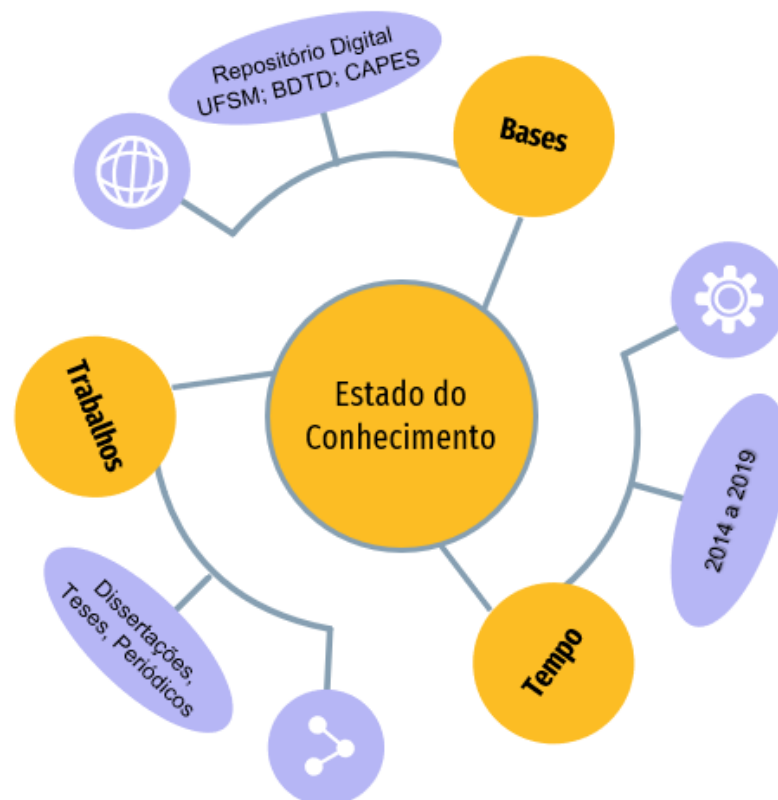 Repositório Digital
UFSM; BDTD; CAPES
Bases
Estado do
Conhecimento
Trabalhos
2014 a 2019
Dissertações,
Teses, Periódicos
Tempo